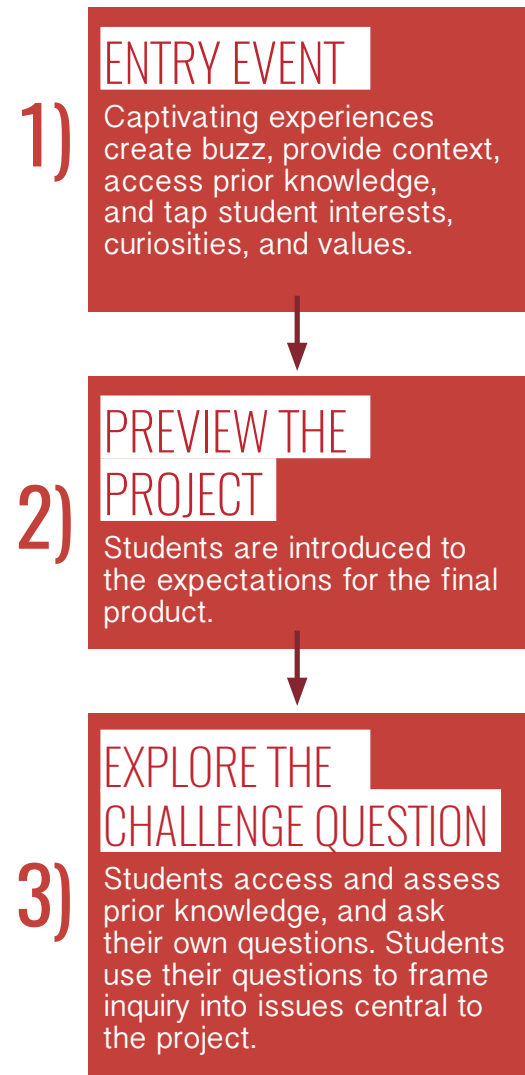 ENTRY EVENT
1)
Captivating experiences
create buzz, provide context,
access prior knowledge,
and tap student interests,
curiosities, and values.
PREVIEW THE
PROJECT
2)
Students are introduced to
the expectations for the final
product.
EXPLORE THE
CHALLENGE QUESTION
3)
Students access and assess
prior knowledge, and ask
their own questions. Students
use their questions to frame
inquiry into issues central to
the project.